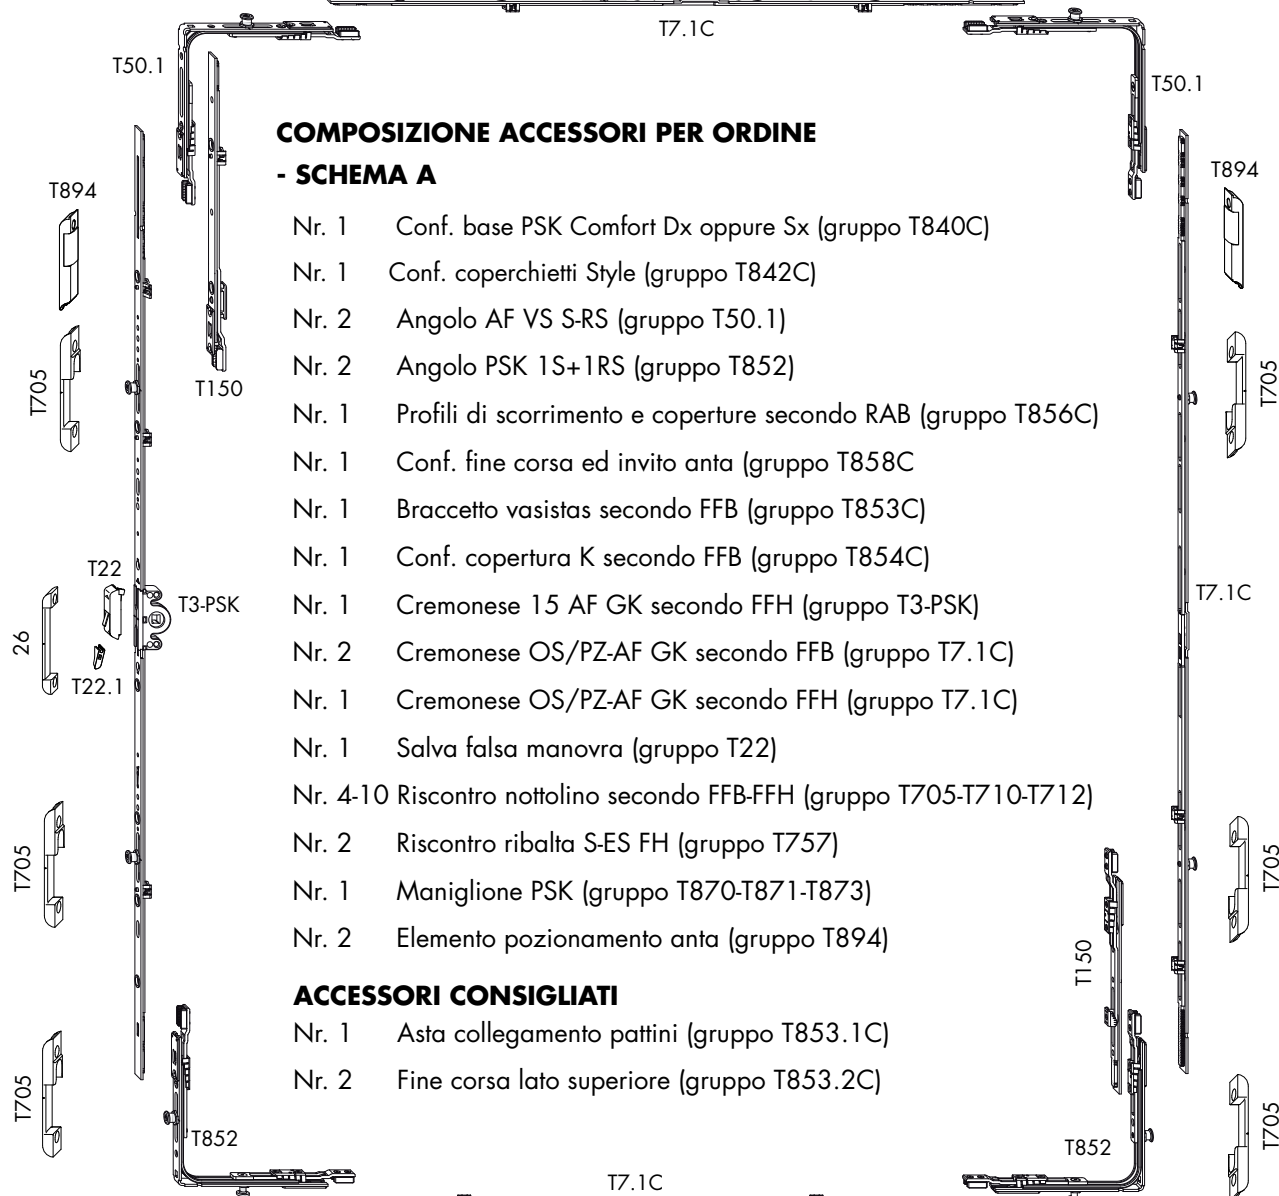 T7.1C
T50.1
T50.1
COMPOSIZIONE ACCESSORI PER ORDINE
- SCHEMA A
T894
T894
Nr. 1 Conf. base PSK Comfort Dx oppure Sx (gruppo T840C)
Nr. 1 Conf. coperchietti Style (gruppo T842C)
Nr. 2 Angolo AF VS S-RS (gruppo T50.1)
Nr. 2 Angolo PSK 1S+1RS (gruppo T852)
T705
T150
T705
Nr. 1 Profili di scorrimento e coperture secondo RAB (gruppo T856C)
Nr. 1 Conf. fine corsa ed invito anta (gruppo T858C
Nr. 1 Braccetto vasistas secondo FFB (gruppo T853C)
Nr. 1 Conf. copertura K secondo FFB (gruppo T854C)
T22
T3-PSK
T7.1C
Nr. 1 Cremonese 15 AF GK secondo FFH (gruppo T3-PSK)
26
Nr. 2 Cremonese OS/PZ-AF GK secondo FFB (gruppo T7.1C)
T22.1
Nr. 1 Cremonese OS/PZ-AF GK secondo FFH (gruppo T7.1C)
Nr. 1 Salva falsa manovra (gruppo T22)
Nr. 4-10 Riscontro nottolino secondo FFB-FFH (gruppo T705-T710-T712)
Nr. 2 Riscontro ribalta S-ES FH (gruppo T757)
T705
T705
Nr. 1 Maniglione PSK (gruppo T870-T871-T873)
Nr. 2 Elemento pozionamento anta (gruppo T894)
T150
ACCESSORI CONSIGLIATI
Nr. 1 Asta collegamento pattini (gruppo T853.1C)
Nr. 2 Fine corsa lato superiore (gruppo T853.2C)
T705
T705
T852
T852
T7.1C